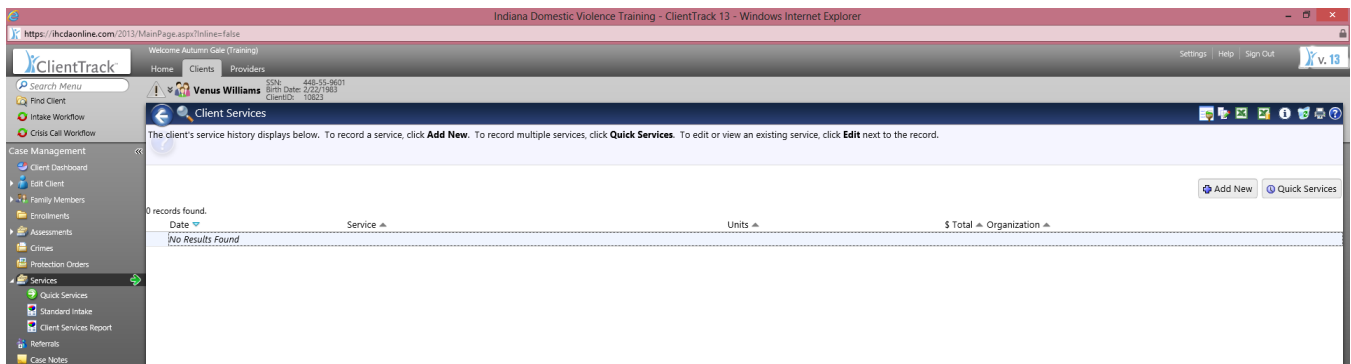 Indiana Domestic Violence Training - ClientTrack 13 - Windows Internet Explorer
https://ihcdaonline.com/2013/MainPage.aspx?Inline=false
ClientTrack
Welcome Autumn Gale (Training)
Settings | Help | Sign Out
v. 13
Home Clients Providers
Search Menu
Find Client
Intake Workflow
Crisis Call Workflow
Case Management
Client Dashboard
Edit Client
Family Members
Enrollments
Assessments
Crimes
Protection Orders
Services
Quick Services
Standard Intake
Client Services Report
Referrals
Case Notes
Venus Williams
SSN: 448-55-9601
Birth Date: 2/22/1983
ClientID: 10823
Client Services
The client's service history displays below. To record a service, click Add New. To record multiple services, click Quick Services. To edit or view an existing service, click Edit next to the record.
Add New Quick Services
0 records found.
Date Service Units $ Total Organization
No Results Found